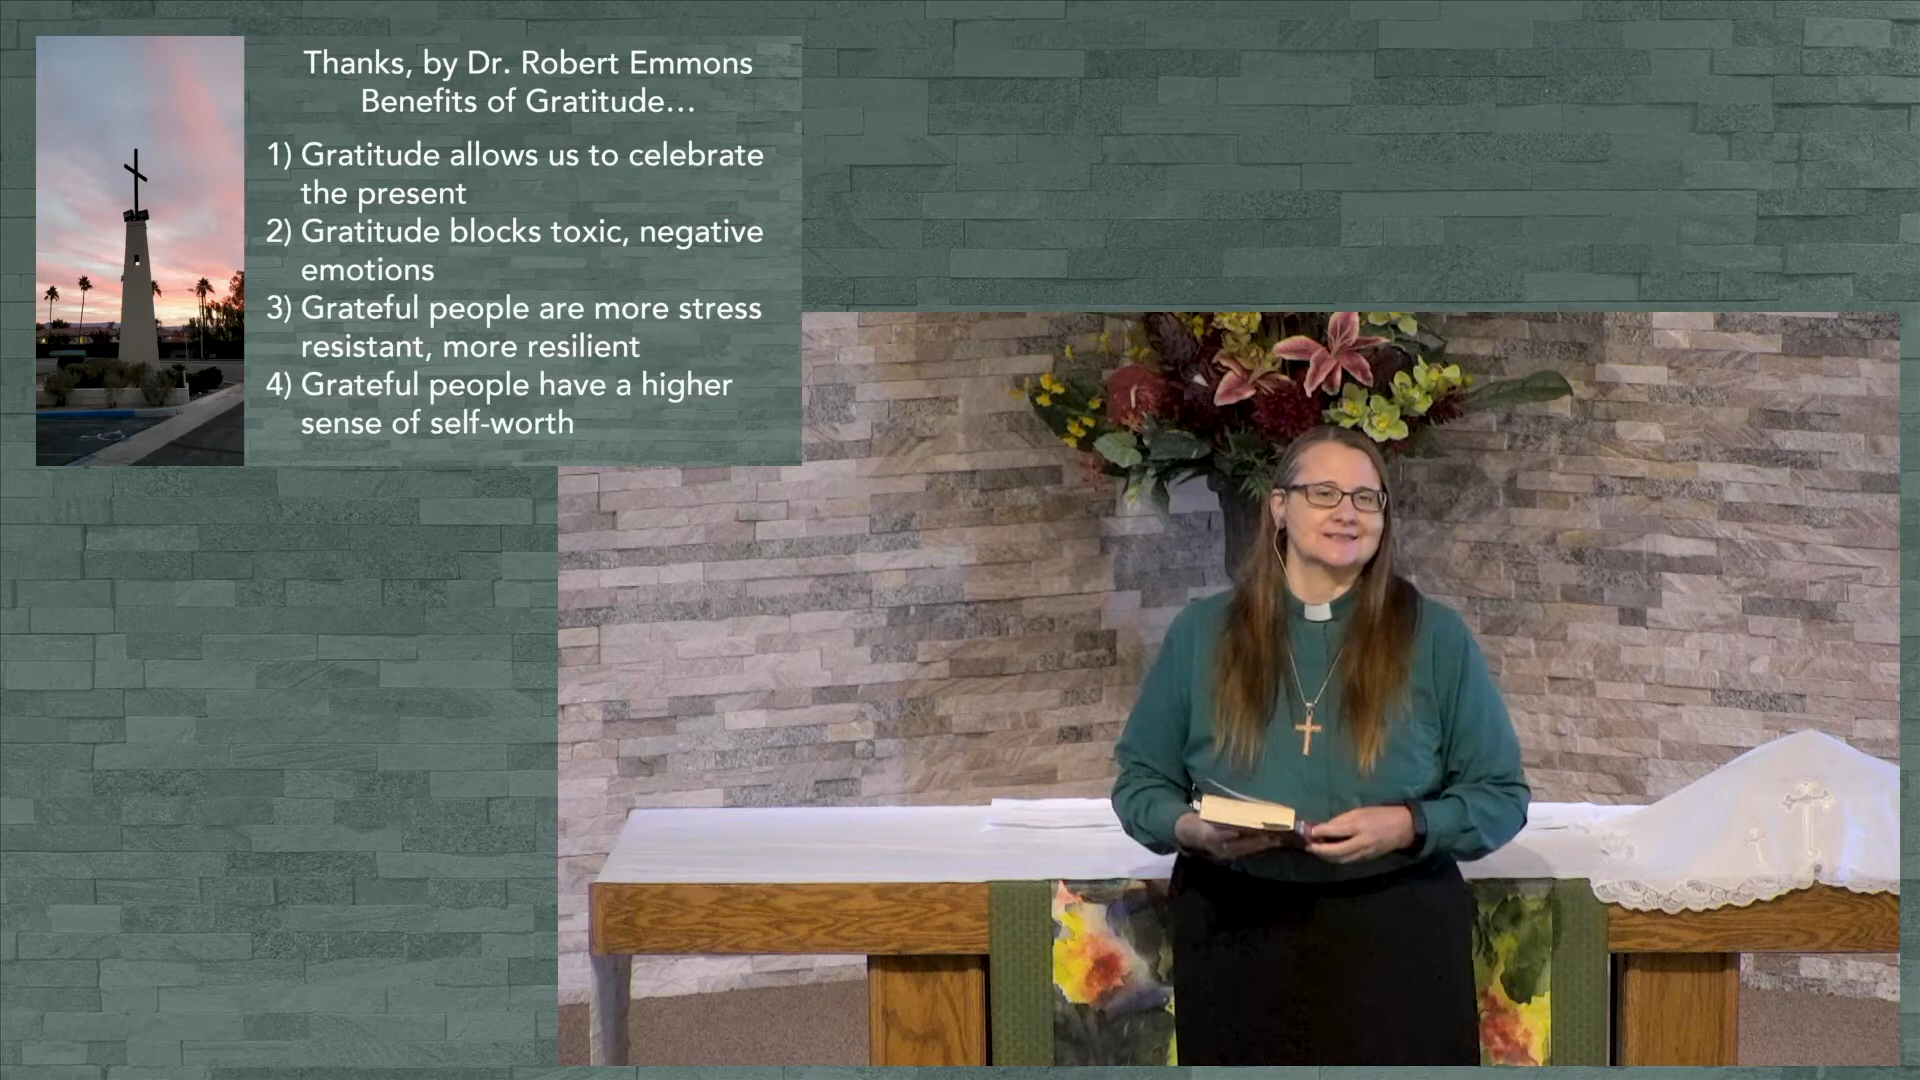 Thanks, by Dr. Robert Emmons
Benefits of Gratitude…
1) Gratitude allows us to celebrate
the present
2) Gratitude blocks toxic, negative
emotions
3) Grateful people are more stress
resistant, more resilient
4) Grateful people have a higher
sense of self-worth